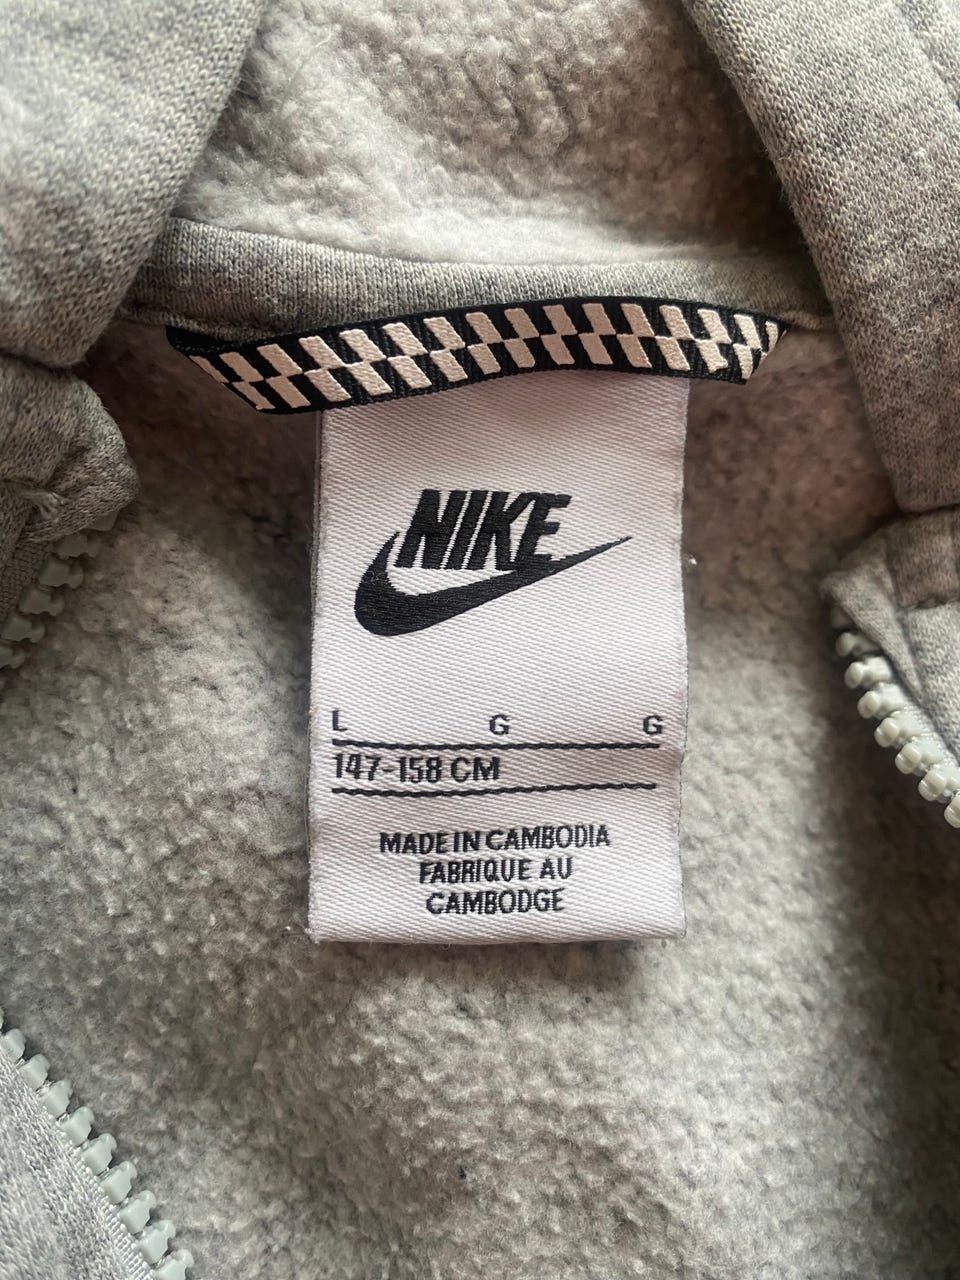 NIKE
L G G
147-158 CM
MADE IN CAMBODIA
FABRIQUE AU
CAMBODGE